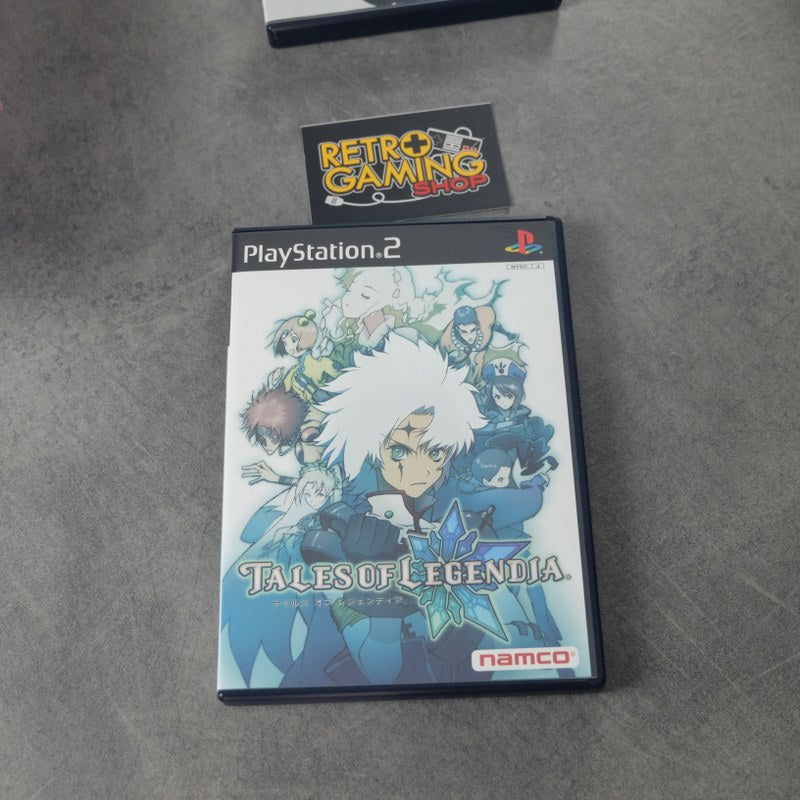 RETRO
GAMING
SHOP
PlayStation®2
NTSC J
TALES OF LEGENDIA®
テイルズ オブ レジェンディア
namco®